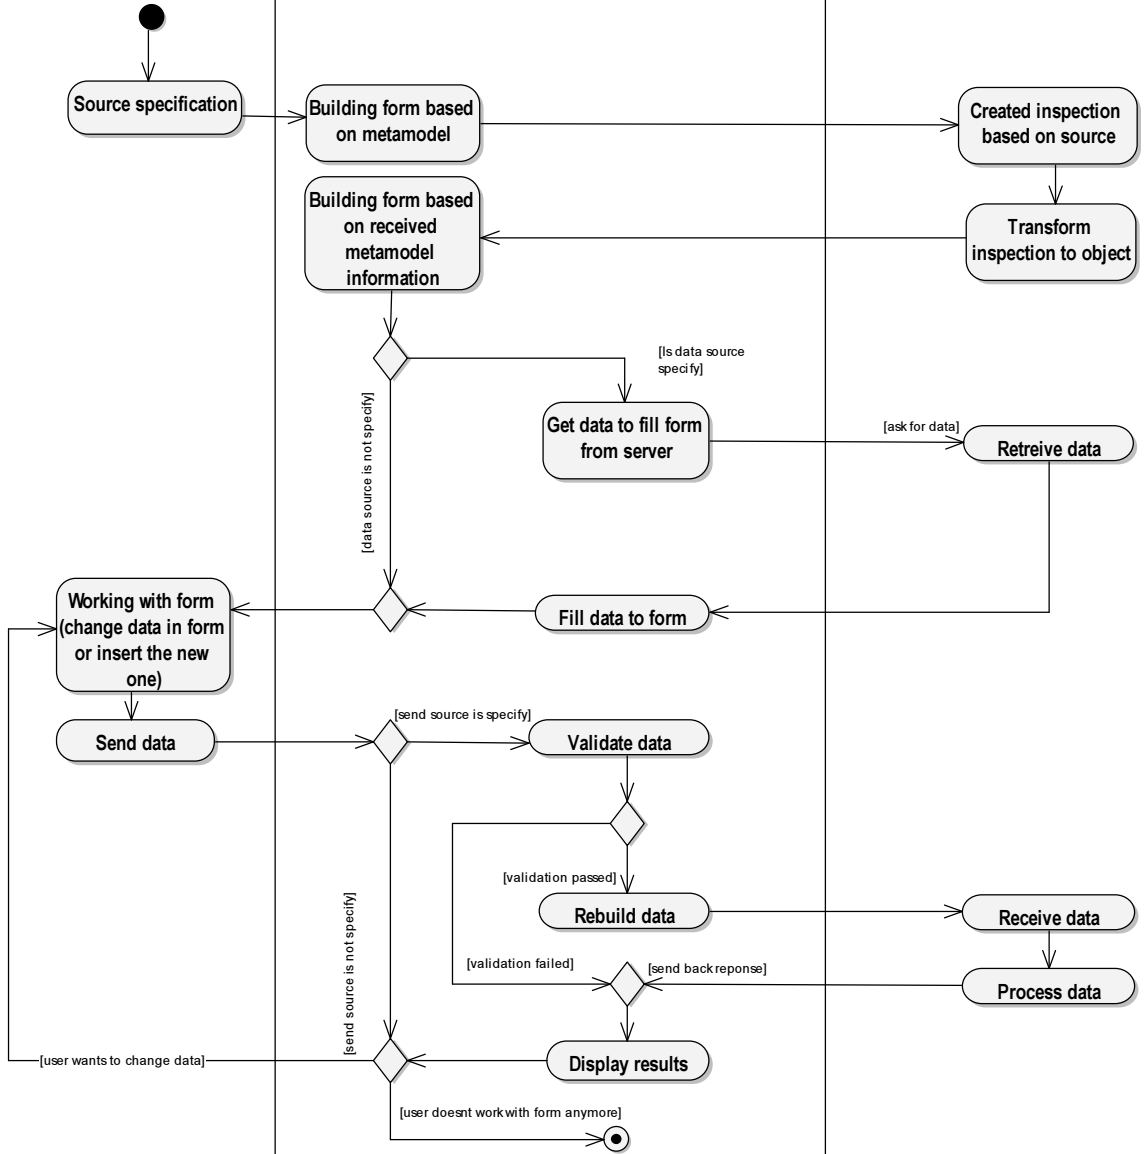 Source specification
Building form based
on metamodel
Created inspection
based on source
Building form based
on received
metamodel
information
Transform
inspection to object
[Is data source
specify]
[data source is not specify]
Get data to fill form
from server
[ask for data]
Retreive data
Working with form
(change data in form
or insert the new
one)
Fill data to form
[send source is specify]
Send data
Validate data
[validation passed]
[send source is not specify]
Rebuild data
Receive data
[validation failed]
[send back reponse]
Process data
[user wants to change data]
Display results
[user doesnt work with form anymore]